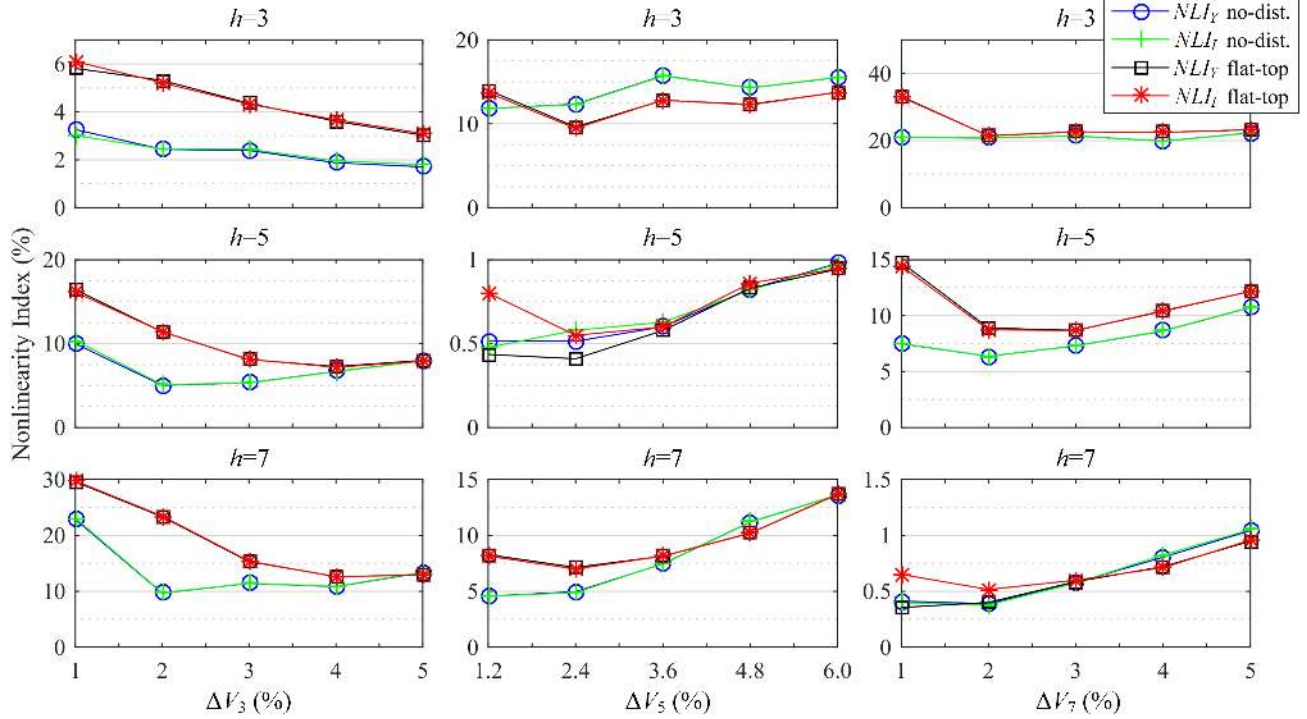 h=3
h=3
h=3
NLI_Y no-dist.
NLI_I no-dist.
NLI_Y flat-top
NLI_I flat-top
6
4
2
0
20
10
0
40
20
0
h=5
h=5
h=5
Nonlinearity Index (%)
20
10
0
1
0.5
0
15
10
5
0
h=7
h=7
h=7
30
20
10
0
15
10
5
0
1.5
1
0.5
0
1 2 3 4 5
1.2 2.4 3.6 4.8 6.0
1 2 3 4 5
ΔV₃ (%)
ΔV₅ (%)
ΔV₇ (%)